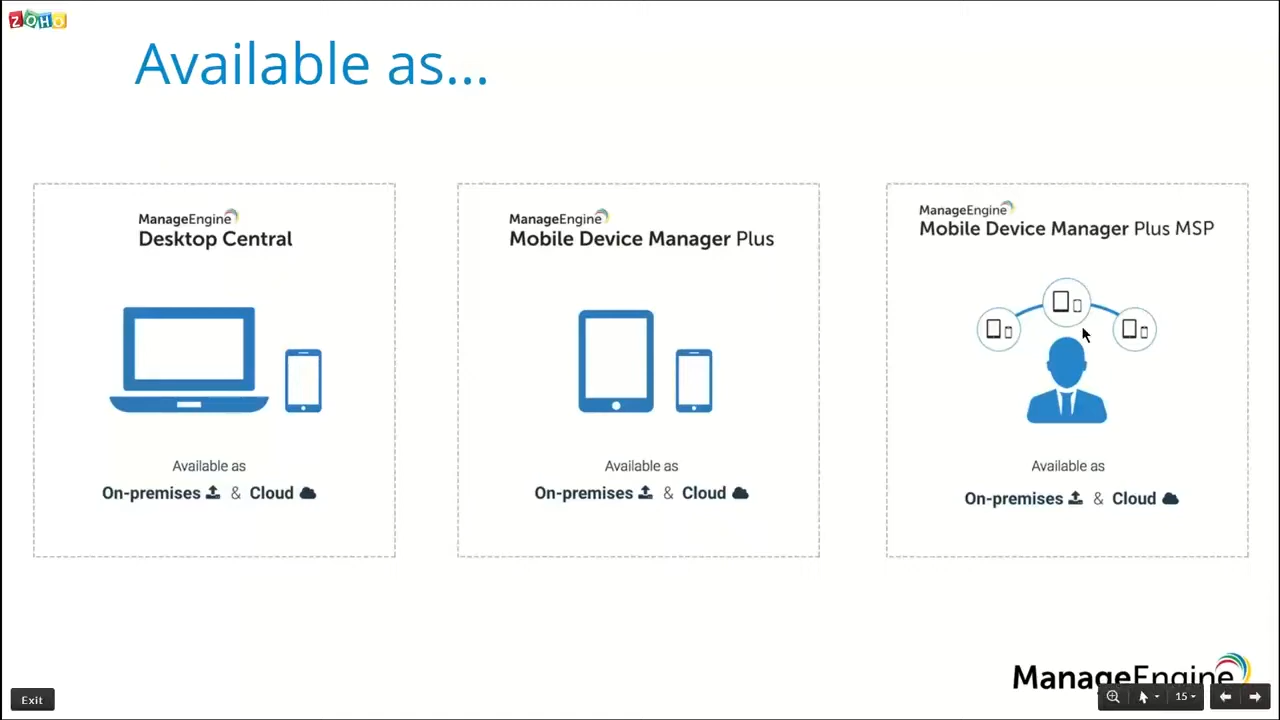 ZOHO
Available as...
ManageEngine
Desktop Central
Available as
On-premises & Cloud
ManageEngine
Mobile Device Manager Plus
Available as
On-premises & Cloud
ManageEngine
Mobile Device Manager Plus MSP
Available as
On-premises & Cloud
ManageEngine
Exit
15